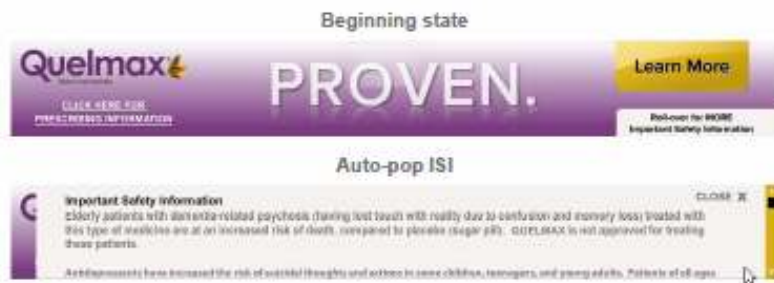 Beginning state
Quelmax
PROVEN.
Learn More
CLICK HERE FOR
PRESCRIBING INFORMATION
Roll-over for MORE
Important Safety Information
Auto-pop ISI
Important Safety Information
CLOSE X
Elderly patients with dementia-related psychosis (having lost touch with reality due to confusion and memory loss) treated with
this type of medicine are at an increased risk of death, compared to placebo (sugar pill). QUELMAX is not approved for treating
these patients.
Antidepressants have increased the risk of suicidal thoughts and actions in some children, teenagers, and young adults. Patients of all ages